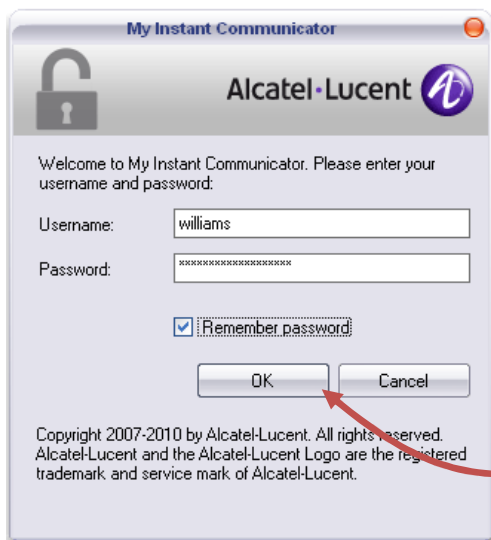 My Instant Communicator
Alcatel·Lucent
Welcome to My Instant Communicator. Please enter your
username and password:
Username:
williams
Password:
*******************
Remember password
OK
Cancel
Copyright 2007-2010 by Alcatel-Lucent. All rights reserved.
Alcatel-Lucent and the Alcatel-Lucent Logo are the registered
trademark and service mark of Alcatel-Lucent.